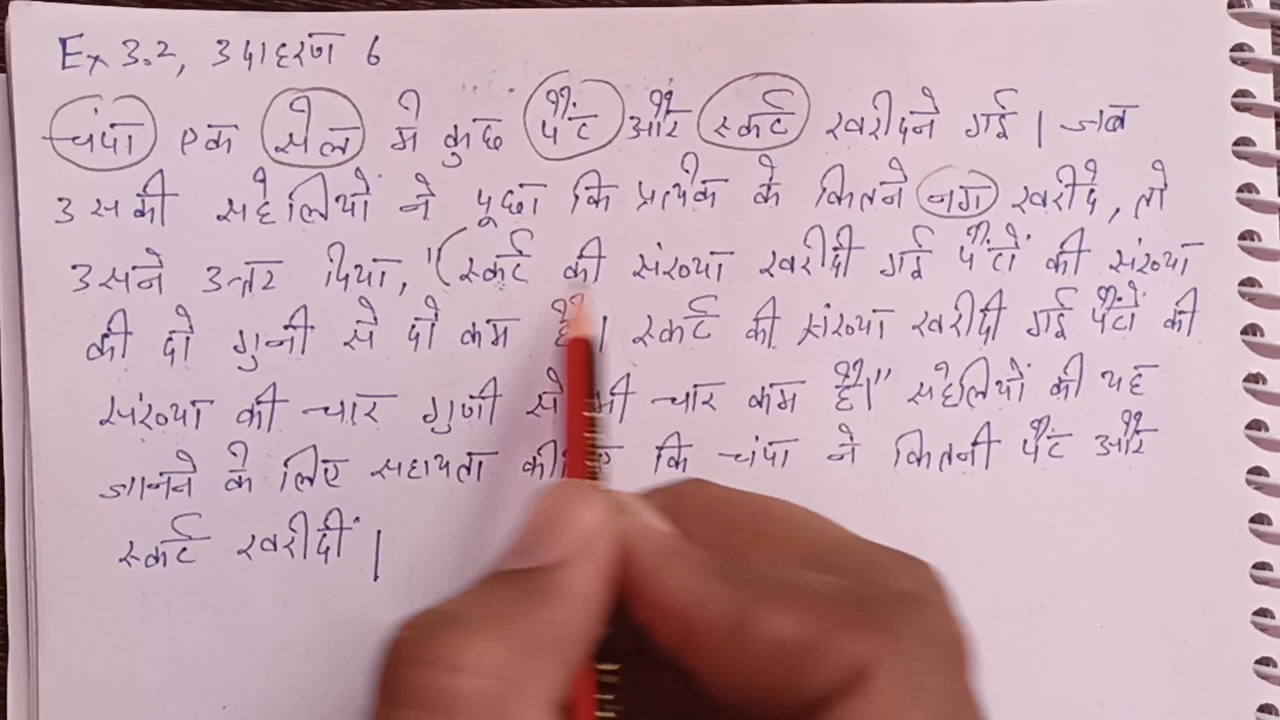 Ex 3.2, उदाहरण 6
चंपा एक सेल मे कुछ पैंट और स्कर्ट खरीदने गई । जब
उसकी सहेलियों ने पूछा कि प्रत्येक के कितने नग खरीदे, तो
उसने उत्तर दिया, "(स्कर्ट की संख्या खरीदी गई पैंटों की संख्या
की दो गुनी से दो कम है। स्कर्ट की संख्या खरीदी गई पैंटों की
संख्या की चार गुणी से भी चार कम है।" सहेलियों की यह
जानने के लिए सहायता कि चंपा ने कितनी पैंट और
स्कर्ट खरीदीं ।